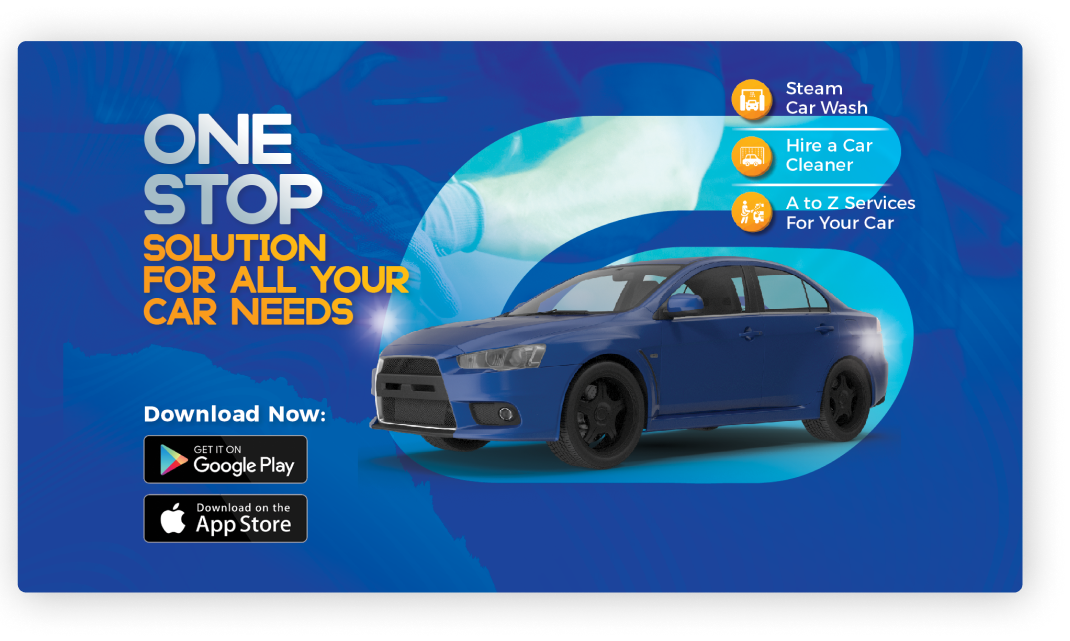 ONE
STOP
SOLUTION
FOR ALL YOUR
CAR NEEDS
Steam
Car Wash
Hire a Car
Cleaner
A to Z Services
For Your Car
Download Now:
GET IT ON
Google Play
Download on the
App Store